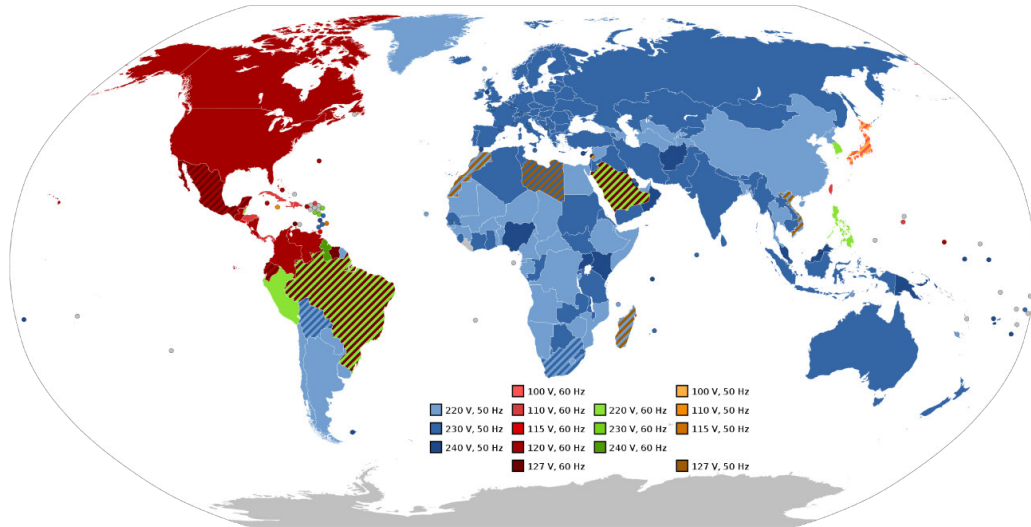 100 V, 60 Hz 100 V, 50 Hz
220 V, 50 Hz 110 V, 60 Hz 220 V, 60 Hz 110 V, 50 Hz
230 V, 50 Hz 115 V, 60 Hz 230 V, 60 Hz 115 V, 50 Hz
240 V, 50 Hz 120 V, 60 Hz 240 V, 60 Hz
127 V, 60 Hz 127 V, 50 Hz